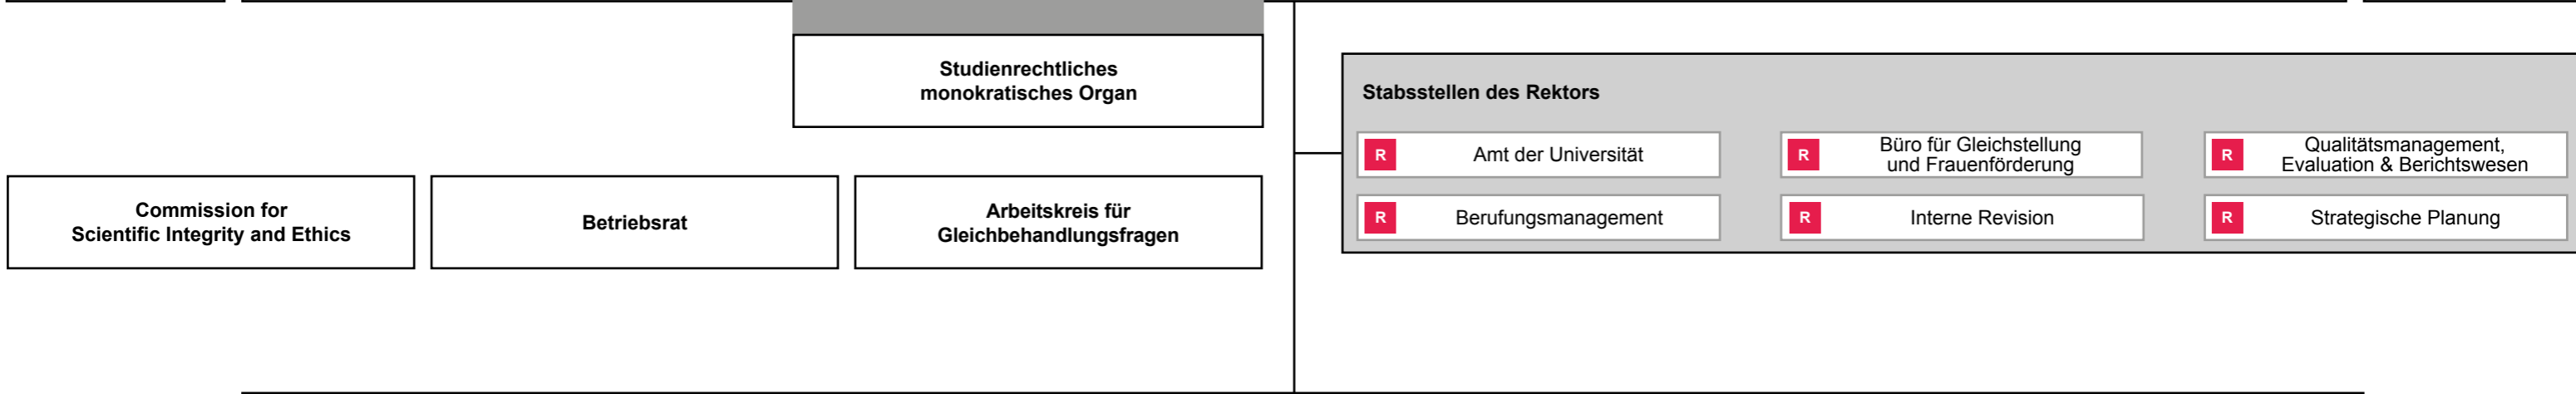 Studienrechtliches
monokratisches Organ
Commission for
Scientific Integrity and Ethics
Betriebsrat
Arbeitskreis für
Gleichbehandlungsfragen
Stabsstellen des Rektors
R Amt der Universität
R Büro für Gleichstellung
und Frauenförderung
R Qualitätsmanagement,
Evaluation & Berichtswesen
R Berufungsmanagement
R Interne Revision
R Strategische Planung